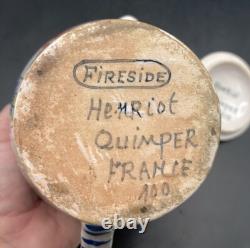 FIRESIDE
HenRiot
QUIMPER
FRANCE
100
ebay